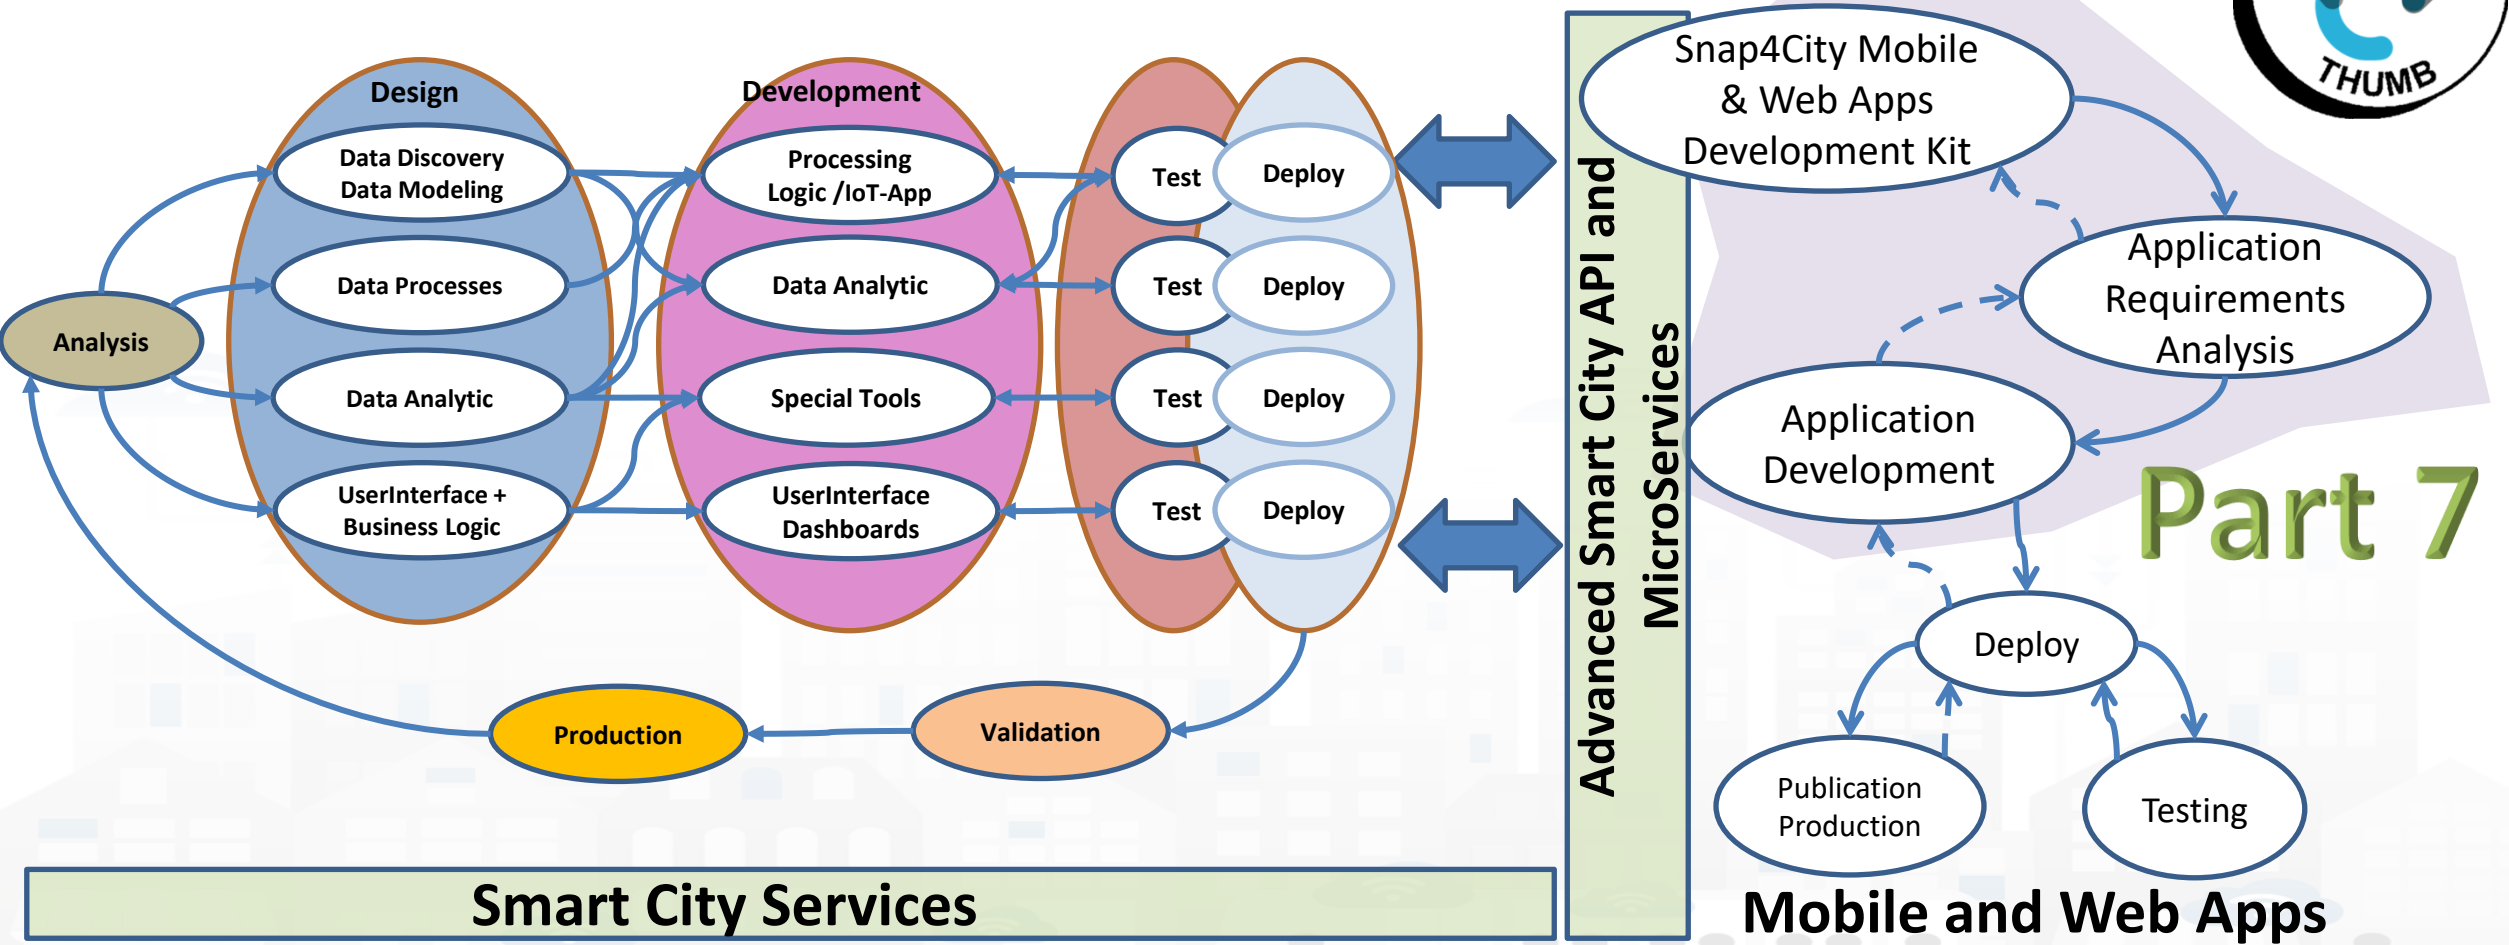 Design
Data Discovery
Data Modeling
Data Processes
Data Analytic
UserInterface +
Business Logic
Analysis
Development
Processing
Logic /IoT-App
Data Analytic
Special Tools
UserInterface
Dashboards
Test
Deploy
Test
Deploy
Test
Deploy
Test
Deploy
Production
Validation
Smart City Services
Advanced Smart City API and
MicroServices
Snap4City Mobile
& Web Apps
Development Kit
Application
Requirements
Analysis
Application
Development
Deploy
Publication
Production
Testing
Mobile and Web Apps
Part 7
THUMB